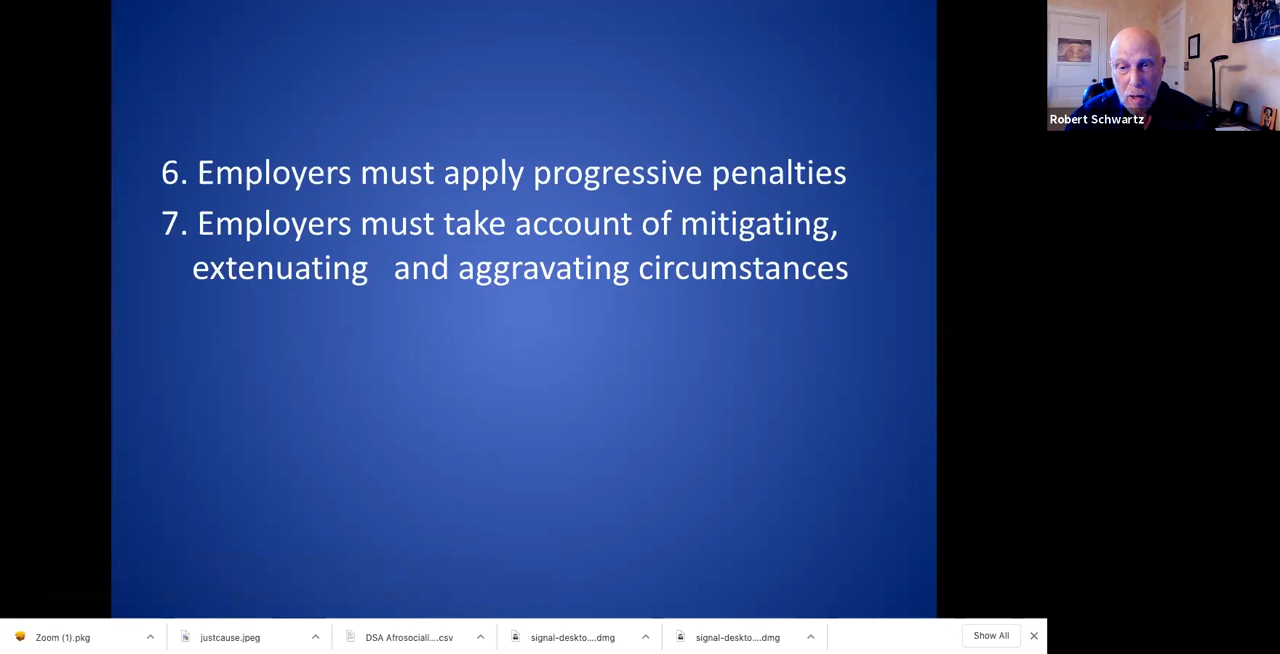 6. Employers must apply progressive penalties
7. Employers must take account of mitigating,
extenuating and aggravating circumstances
Robert Schwartz
Zoom (1).pkg
justcause.jpeg
DSA Afrosociali....csv
signal-deskto....dmg
signal-deskto....dmg
Show All